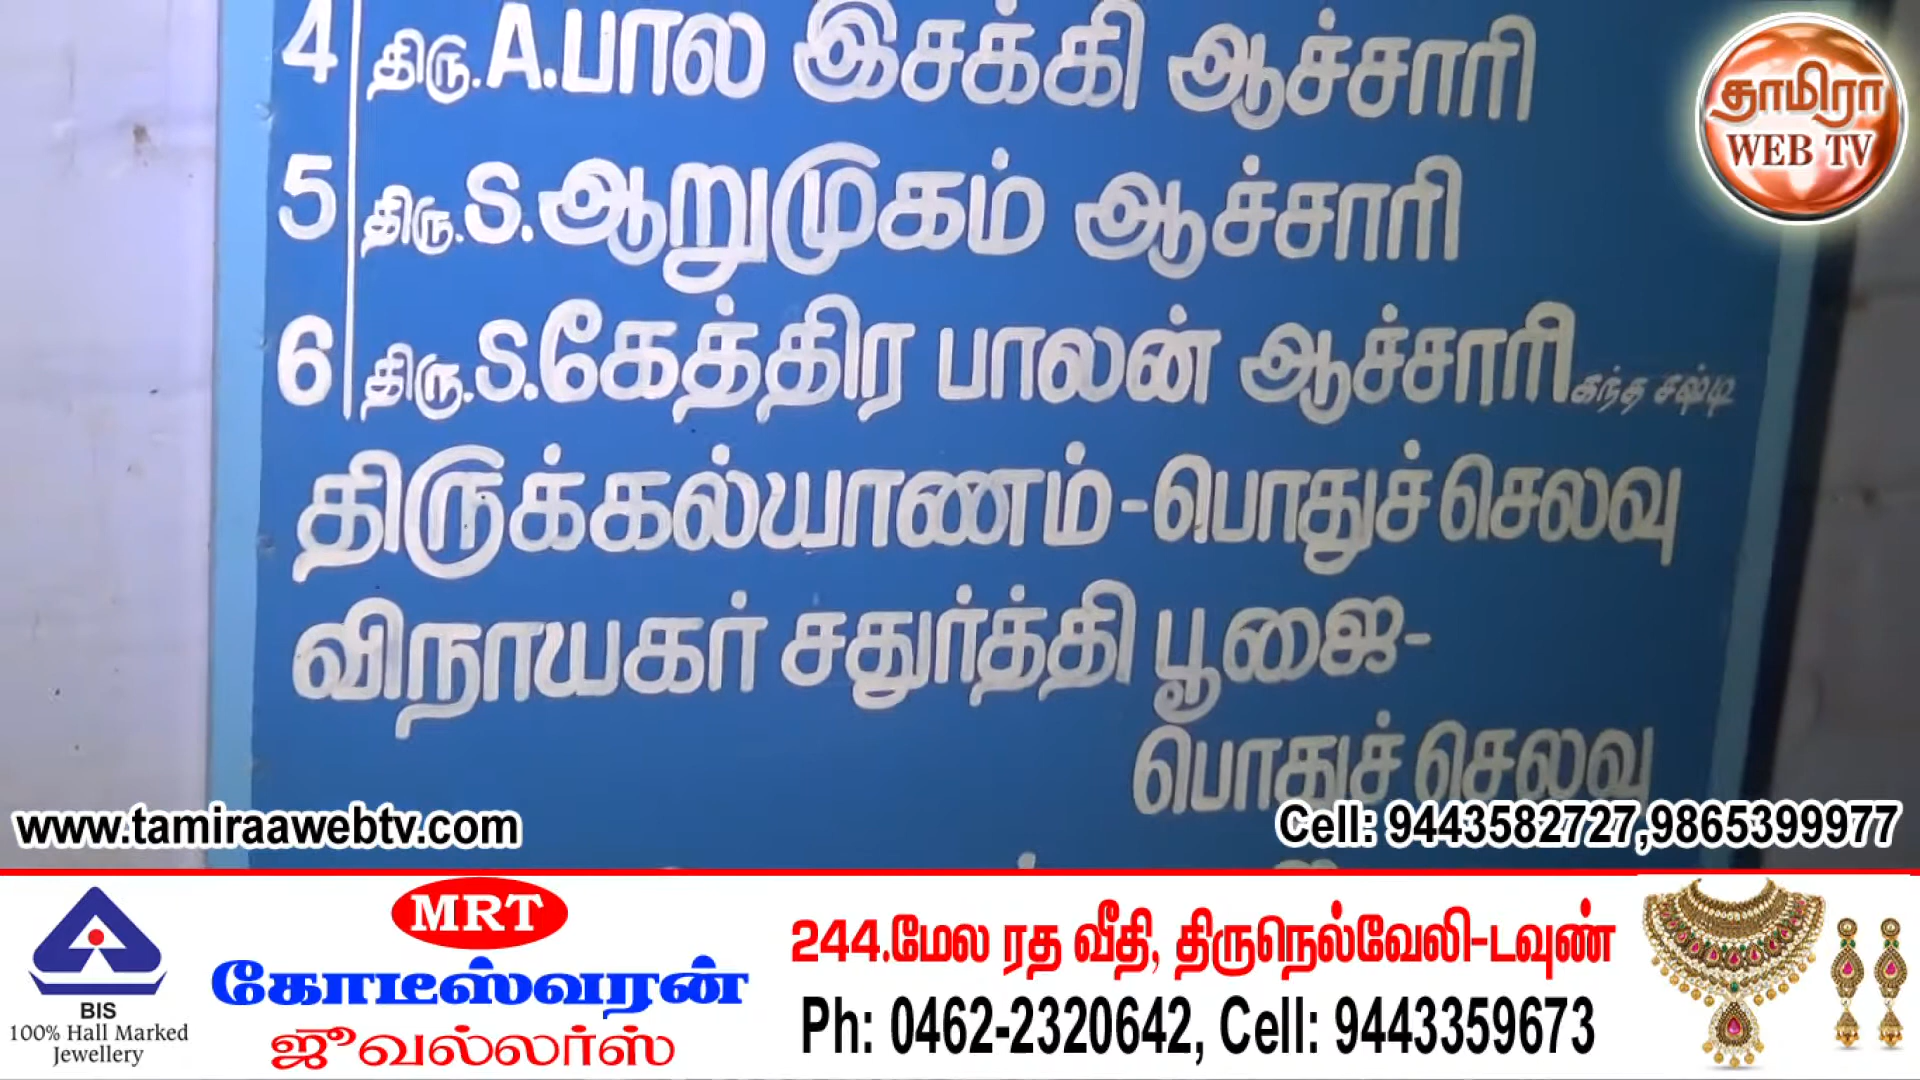 4 திரு.A.பால இசக்கி ஆச்சாரி
5 திரு.S.ஆறுமுகம் ஆச்சாரி
6 திரு.S.கேத்திர பாலன் ஆச்சாரி கந்த சஷ்டி
திருக்கல்யாணம்-பொதுச்செலவு
விநாயகர் சதுர்த்தி பூஜை-
பொதுச் செலவு
தாமிரா
WEB TV
www.tamiraawebtv.com
Cell: 9443582727,9865399977
BIS
100% Hall Marked
Jewellery
MRT
கோடீஸ்வரன்
ஜூவல்லர்ஸ்
244.மேல ரத வீதி, திருநெல்வேலி-டவுண்
Ph: 0462-2320642, Cell: 9443359673